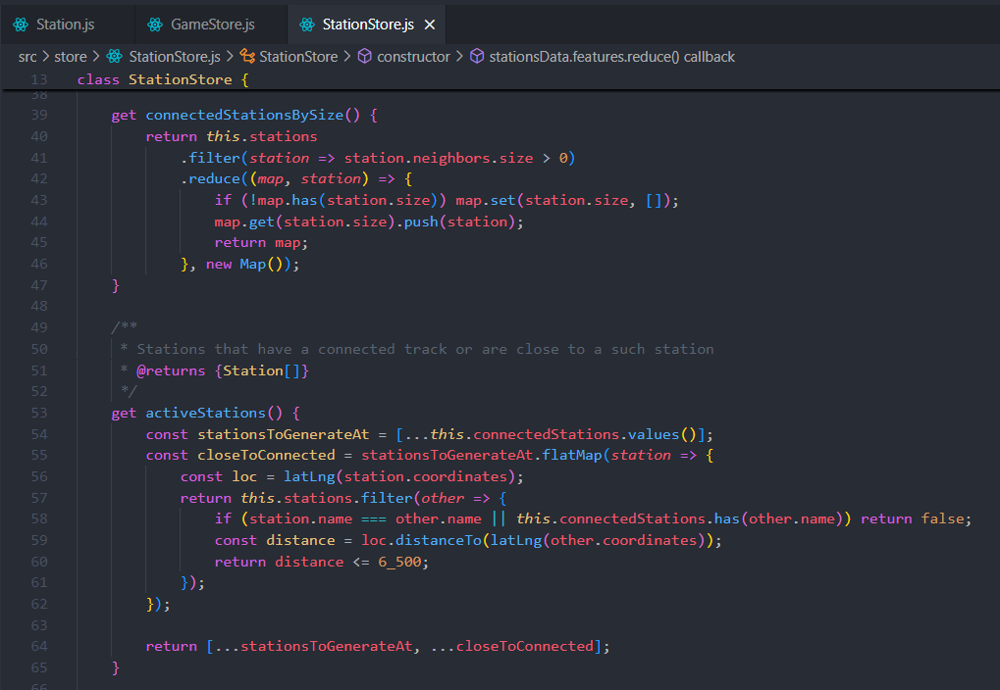 Station.js GameStore.js StationStore.js
src > store > StationStore.js > StationStore > constructor > stationsData.features.reduce() callback
13 class StationStore {
38
39 get connectedStationsBySize() {
40 return this.stations
41 .filter(station => station.neighbors.size > 0)
42 .reduce((map, station) => {
43 if (!map.has(station.size)) map.set(station.size, []);
44 map.get(station.size).push(station);
45 return map;
46 }, new Map());
47 }
48
49 /**
50 * Stations that have a connected track or are close to a such station
51 * @returns {Station[]}
52 */
53 get activeStations() {
54 const stationsToGenerateAt = [...this.connectedStations.values()];
55 const closeToConnected = stationsToGenerateAt.flatMap(station => {
56 const loc = latLng(station.coordinates);
57 return this.stations.filter(other => {
58 if (station.name === other.name || this.connectedStations.has(other.name)) return false;
59 const distance = loc.distanceTo(latLng(other.coordinates));
60 return distance <= 6_500;
61 });
62 });
63
64 return [...stationsToGenerateAt, ...closeToConnected];
65 }
66